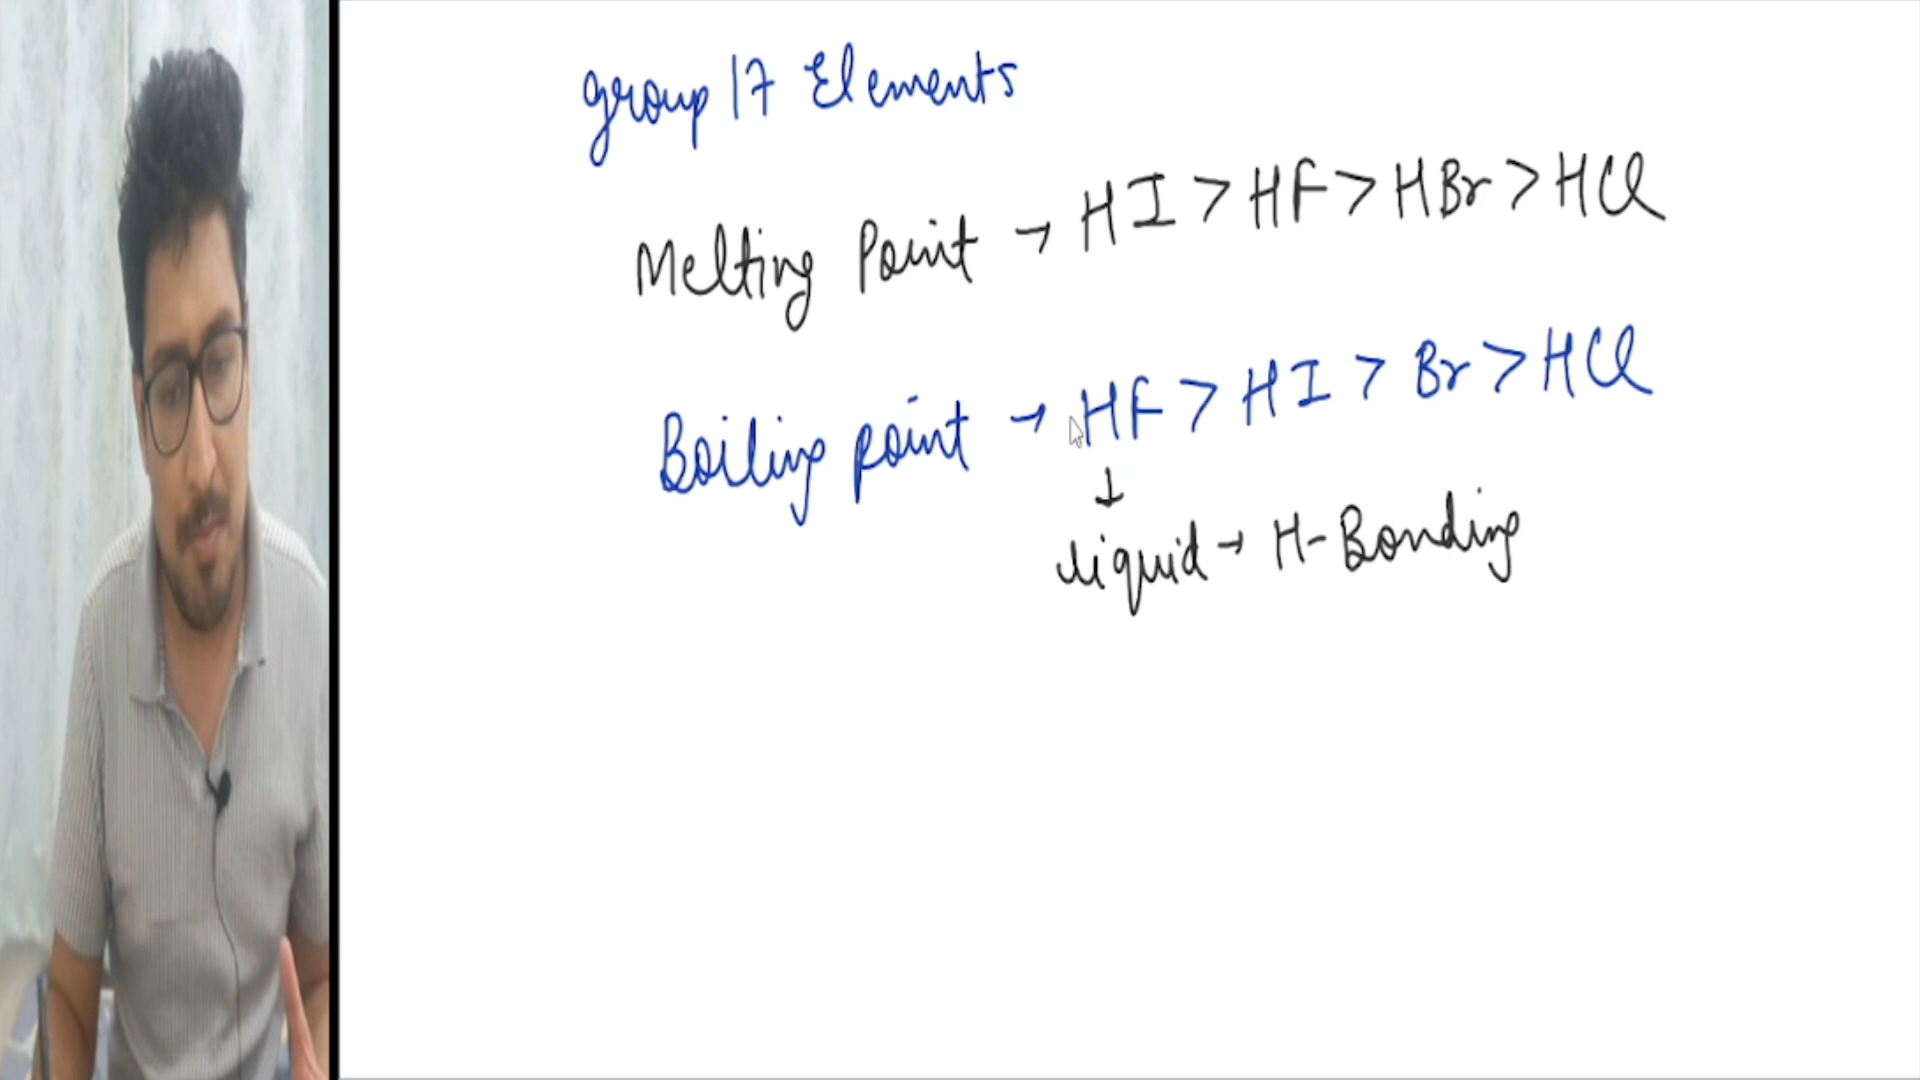 group 17 Elements
Melting Point → HI > HF > HBr > HCl
Boiling point → HF > HI > Br > HCl
↓
liquid → H-Bonding